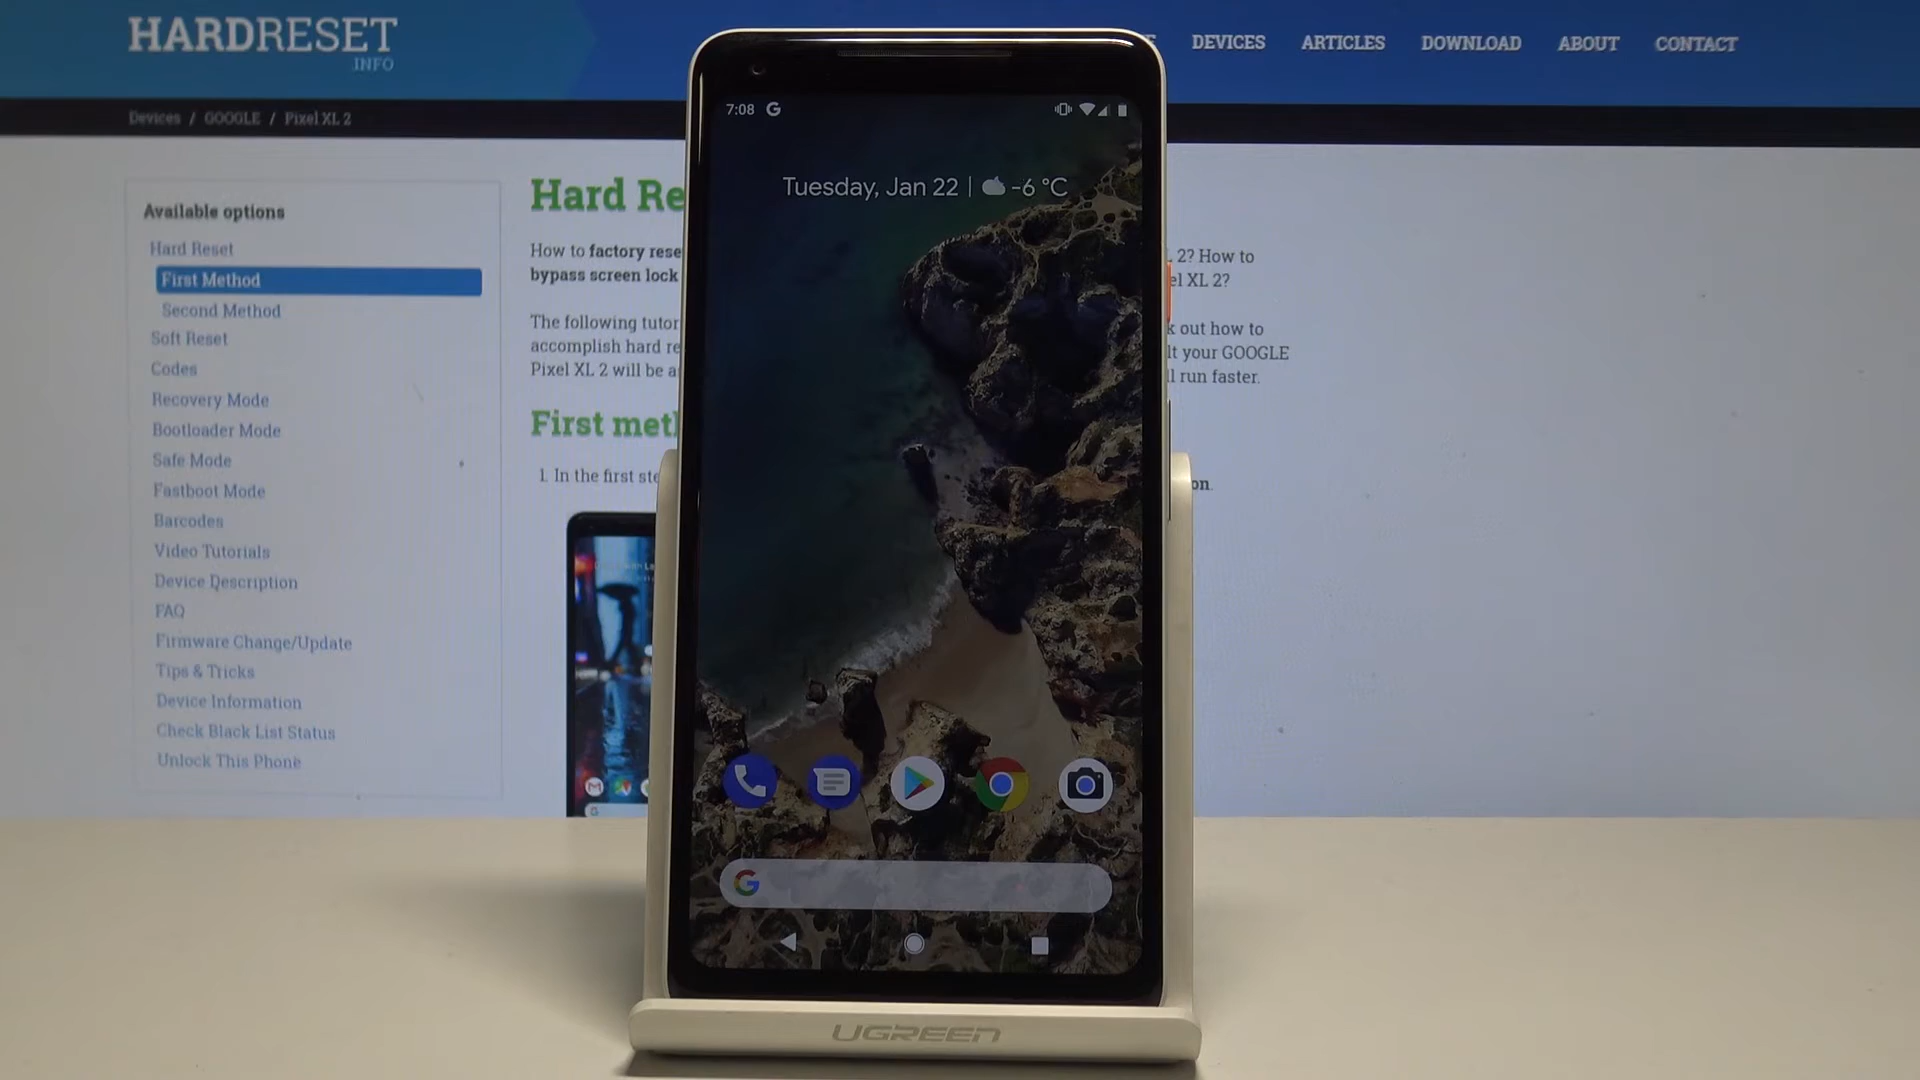 HARDRESET
.INFO
DEVICES
ARTICLES
DOWNLOAD
ABOUT
CONTACT
Devices / GOOGLE / Pixel XL 2
Available options
Hard Reset
First Method
Second Method
Soft Reset
Codes
Recovery Mode
Bootloader Mode
Safe Mode
Fastboot Mode
Barcodes
Video Tutorials
Device Description
FAQ
Firmware Change/Update
Tips & Tricks
Device Information
Check Black List Status
Unlock This Phone
Hard Re
How to factory rese
bypass screen lock
The following tutor
accomplish hard re
Pixel XL 2 will be a
First met
1. In the first ste
7:08
Tuesday, Jan 22 | -6 °C
L 2? How to
el XL 2?
k out how to
lt your GOOGLE
ll run faster.
on.
UGREEN